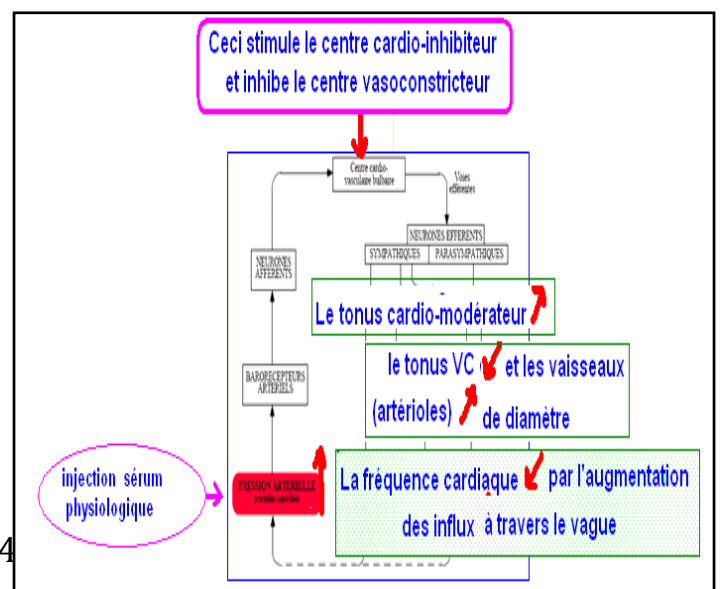 Ceci stimule le centre cardio-inhibiteur
et inhibe le centre vasoconstricteur
Centre cardio-
vasculaire bulbaire
Voies
efférentes
NEURONES EFFERENTS
SYMPATHIQUES PARASYMPATHIQUES
NEURONES
AFFERENTS
Le tonus cardio-modérateur
le tonus VC et les vaisseaux
(artérioles) de diamètre
BARORECEPTEURS
ARTERIELS
injection sérum
physiologique
PRESSION ARTERIELLE
(variable contrôlée)
La fréquence cardiaque par l'augmentation
des influx à travers le vague
4